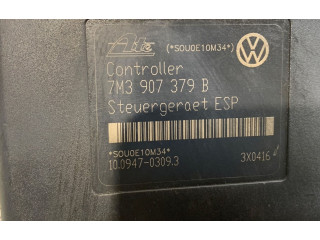 Ate (*SOU0E10M34*)
Controller
7M3 907 379 B
Steuergeraet ESP
*SOU0E10M34*
10.0947-0309.3 3X0416